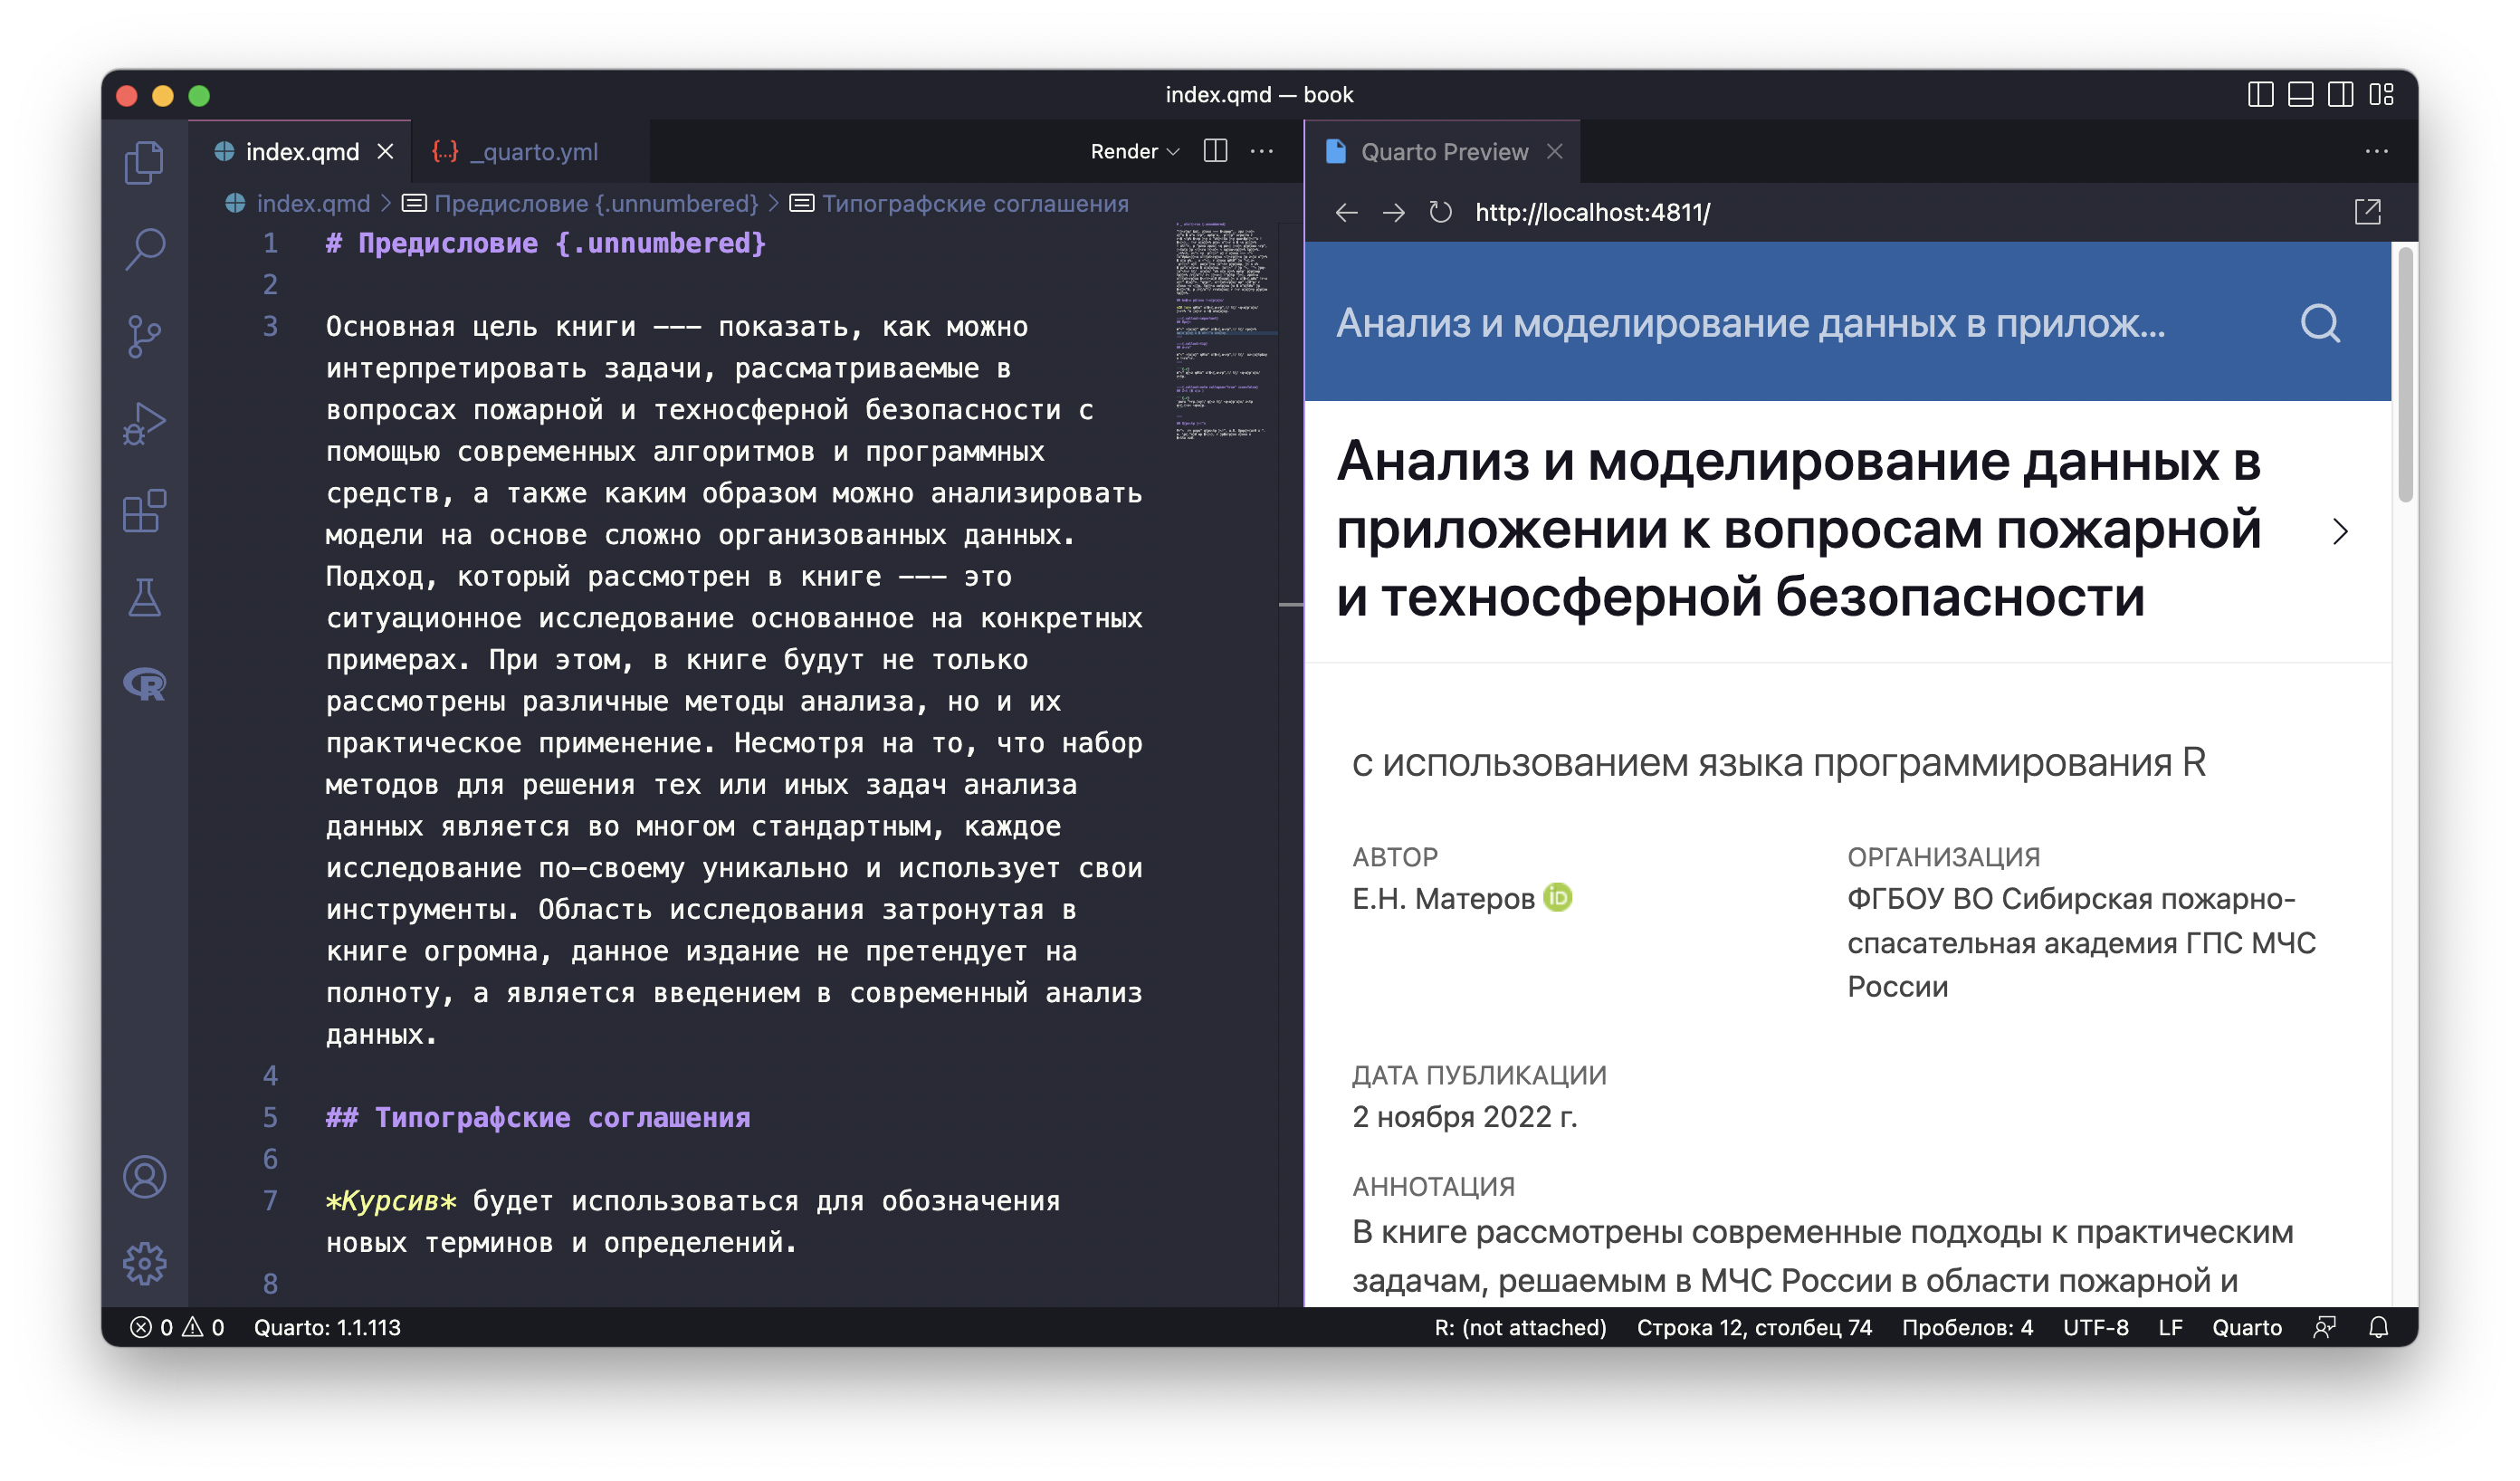 index.qmd — book
index.qmd
{..} _quarto.yml
Render
Quarto Preview
index.qmd > Предисловие {.unnumbered} > Типографские соглашения
http://localhost:4811/
1 # Предисловие {.unnumbered}
2
3 Основная цель книги --- показать, как можно
интерпретировать задачи, рассматриваемые в
вопросах пожарной и техносферной безопасности с
помощью современных алгоритмов и программных
средств, а также каким образом можно анализировать
модели на основе сложно организованных данных.
Подход, который рассмотрен в книге --- это
ситуационное исследование основанное на конкретных
примерах. При этом, в книге будут не только
рассмотрены различные методы анализа, но и их
практическое применение. Несмотря на то, что набор
методов для решения тех или иных задач анализа
данных является во многом стандартным, каждое
исследование по-своему уникально и использует свои
инструменты. Область исследования затронутая в
книге огромна, данное издание не претендует на
полноту, а является введением в современный анализ
данных.
4
5 ## Типографские соглашения
6
7 *Курсив* будет использоваться для обозначения
новых терминов и определений.
8
Анализ и моделирование данных в прилож...
Анализ и моделирование данных в
приложении к вопросам пожарной
и техносферной безопасности
с использованием языка программирования R
АВТОР
Е.Н. Матеров iD
ОРГАНИЗАЦИЯ
ФГБОУ ВО Сибирская пожарно-
спасательная академия ГПС МЧС
России
ДАТА ПУБЛИКАЦИИ
2 ноября 2022 г.
АННОТАЦИЯ
В книге рассмотрены современные подходы к практическим
задачам, решаемым в МЧС России в области пожарной и
0 0 Quarto: 1.1.113
R: (not attached) Строка 12, столбец 74 Пробелов: 4 UTF-8 LF Quarto